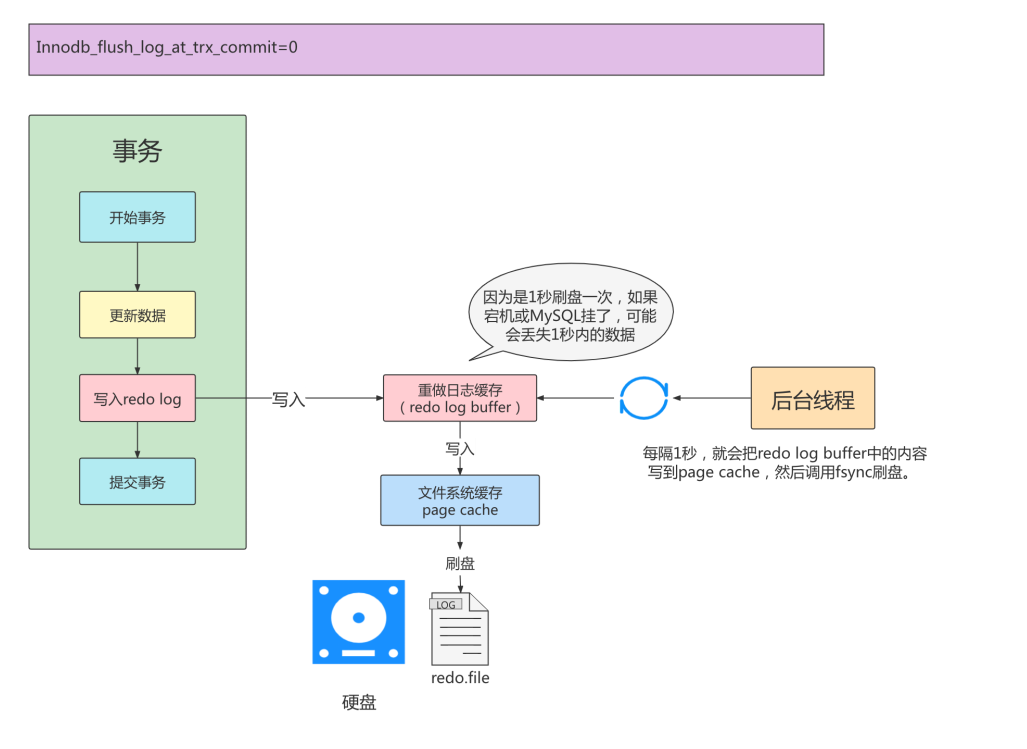 Innodb_flush_log_at_trx_commit=0
事务
开始事务
更新数据
写入redo log
提交事务
写入
因为是1秒刷盘一次，如果
宕机或MySQL挂了，可能
会丢失1秒内的数据
重做日志缓存
（redo log buffer）
写入
文件系统缓存
page cache
刷盘
LOG
redo.file
硬盘
后台线程
每隔1秒，就会把redo log buffer中的内容
写到page cache，然后调用fsync刷盘。